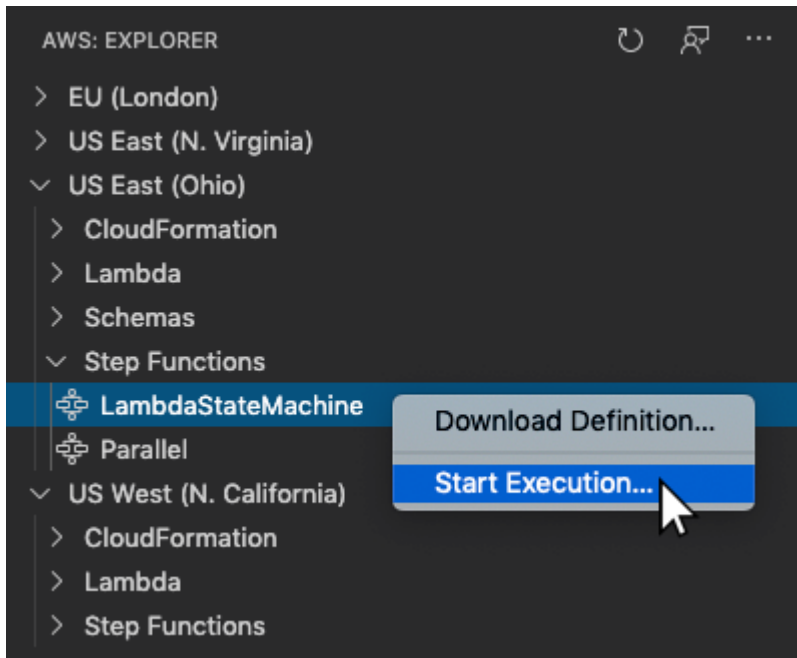 AWS: EXPLORER
EU (London)
US East (N. Virginia)
US East (Ohio)
CloudFormation
Lambda
Schemas
Step Functions
LambdaStateMachine
Download Definition...
Parallel
Start Execution...
US West (N. California)
CloudFormation
Lambda
Step Functions